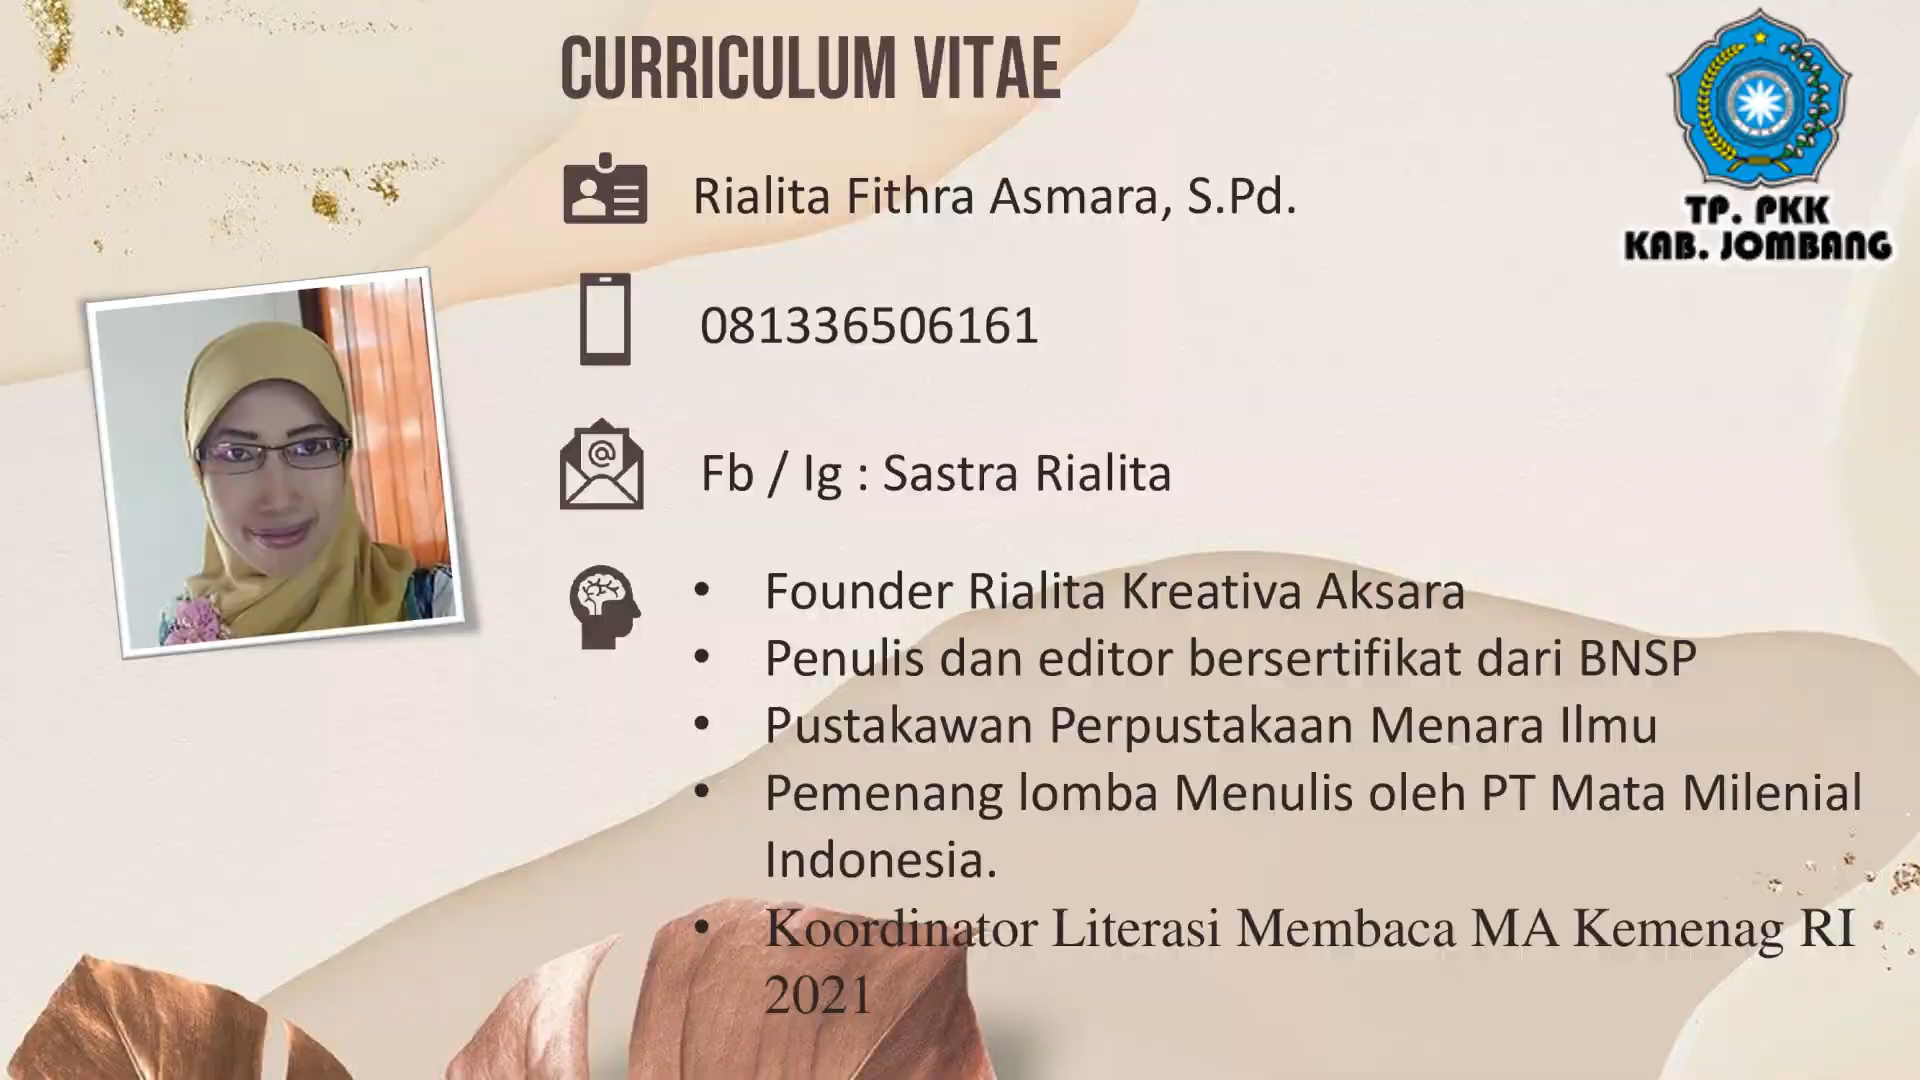 CURRICULUM VITAE
TP. PKK
KAB. JOMBANG
Rialita Fithra Asmara, S.Pd.
081336506161
Fb / Ig : Sastra Rialita
• Founder Rialita Kreativa Aksara
• Penulis dan editor bersertifikat dari BNSP
• Pustakawan Perpustakaan Menara Ilmu
• Pemenang lomba Menulis oleh PT Mata Milenial
Indonesia.
• Koordinator Literasi Membaca MA Kemenag RI
2021